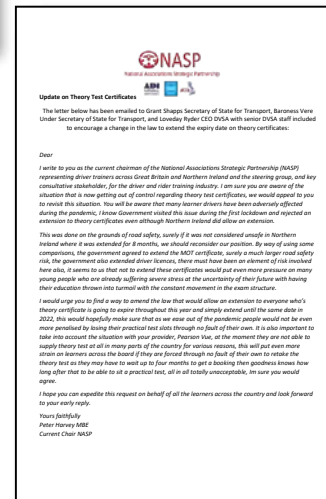 NASP
National Associations Strategic Partnership
Update on Theory Test Certificates
The letter below has been emailed to Grant Shapps Secretary of State for Transport, Baroness Vere
Under Secretary of State for Transport, and Loveday Ryder CEO DVSA with senior DVSA staff included
to encourage a change in the law to extend the expiry date on theory certificates:
Dear
I write to you as the current chairman of the National Associations Strategic Partnership (NASP)
representing driver trainers across Great Britain and Northern Ireland and the steering group, and key
consultative stakeholder, for the driver and rider training industry. I am sure you are aware of the
situation that is now getting out of control regarding theory test certificates, we would appeal to you
to revisit this situation. You will be aware that many learner drivers have been adversely affected
during the pandemic, I know Government visited this issue during the first lockdown and rejected an
extension to theory certificates even although Northern Ireland did allow an extension.
This was done on the grounds of road safety, surely if it was not considered unsafe in Northern
Ireland where it was extended for 8 months, we should reconsider our position. By way of using some
comparisons, the government agreed to extend the MOT certificate, surely a much larger road safety
risk, the government also extended driver licences, there must have been an element of risk involved
here also, it seems to us that not to extend these certificates would put even more pressure on many
young people who are already suffering severe stress at the uncertainty of their future with having
their education thrown into turmoil with the constant movement in the exam structure.
I would urge you to find a way to amend the law that would allow an extension to everyone who's
theory certificate is going to expire throughout this year and simply extend until the same date in
2022, this would hopefully make sure that as we ease out of the pandemic people would not be even
more penalised by losing their practical test slots through no fault of their own. It is also important to
take into account the situation with your provider, Pearson Vue, at the moment they are not able to
supply theory test at all in many parts of the country for various reasons, this will put even more
strain on learners across the board if they are forced through no fault of their own to retake the
theory test as they may have to wait up to four months to get a booking then goodness knows how
long after that to be able to sit a practical test, all in all totally unacceptable, Im sure you would
agree.
I hope you can expedite this request on behalf of all the learners across the country and look forward
to your early reply.
Yours faithfully
Peter Harvey MBE
Current Chair NASP